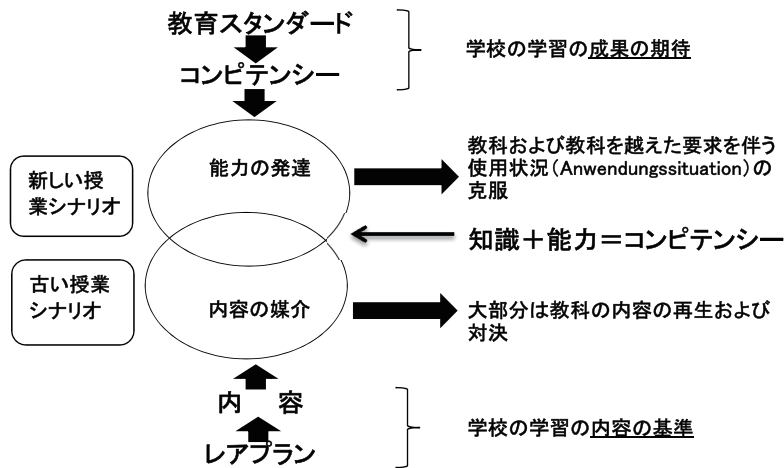 教育スタンダード
コンピテンシー
学校の学習の成果の期待
能力の発達
新しい授
業シナリオ
教科および教科を越えた要求を伴う
使用状況（Anwendungssituation）の
克服
知識＋能力＝コンピテンシー
古い授業
シナリオ
内容の媒介
大部分は教科の内容の再生および
対決
内　容
レアプラン
学校の学習の内容の基準